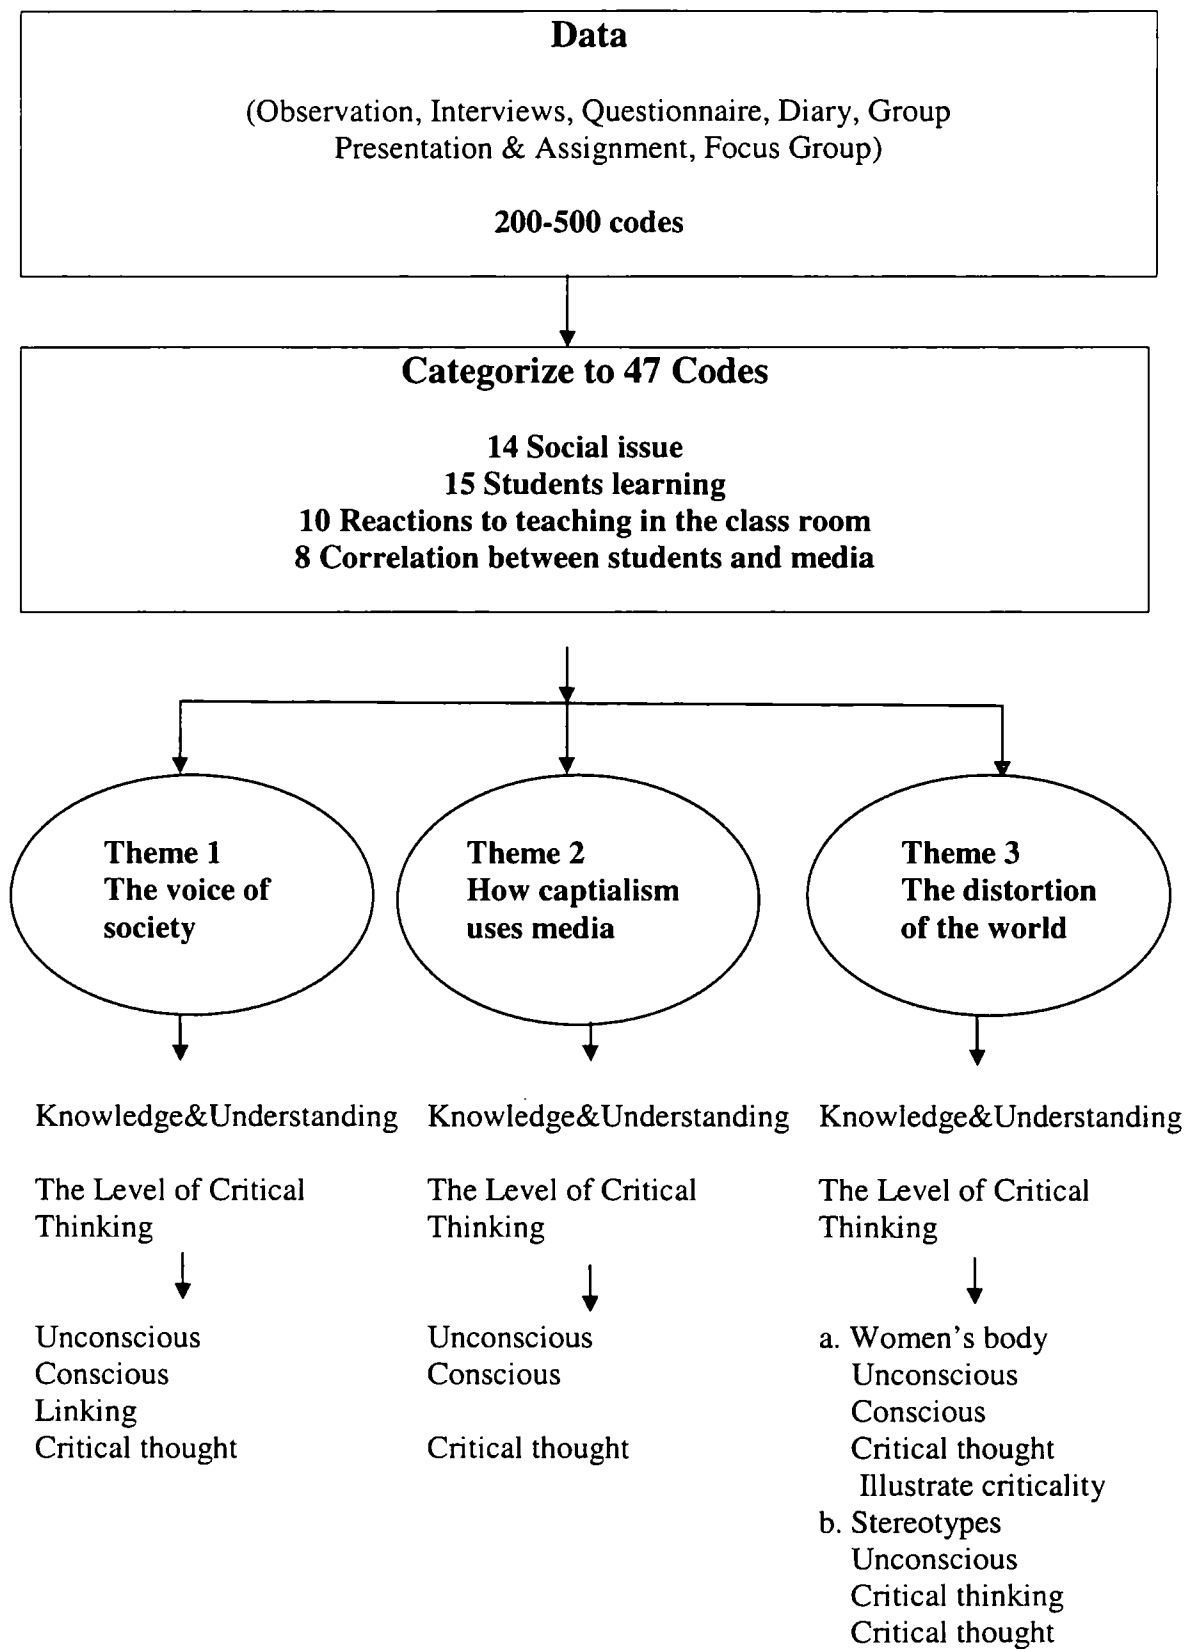 Data
(Observation, Interviews, Questionnaire, Diary, Group
Presentation & Assignment, Focus Group)
200-500 codes
Categorize to 47 Codes
14 Social issue
15 Students learning
10 Reactions to teaching in the class room
8 Correlation between students and media
Theme 1
The voice of
society
Theme 2
How captialism
uses media
Theme 3
The distortion
of the world
Knowledge&Understanding
The Level of Critical
Thinking
Unconscious
Conscious
Linking
Critical thought
Knowledge&Understanding
The Level of Critical
Thinking
Unconscious
Conscious
Critical thought
Knowledge&Understanding
The Level of Critical
Thinking
a. Women's body
Unconscious
Conscious
Critical thought
Illustrate criticality
b. Stereotypes
Unconscious
Critical thinking
Critical thought